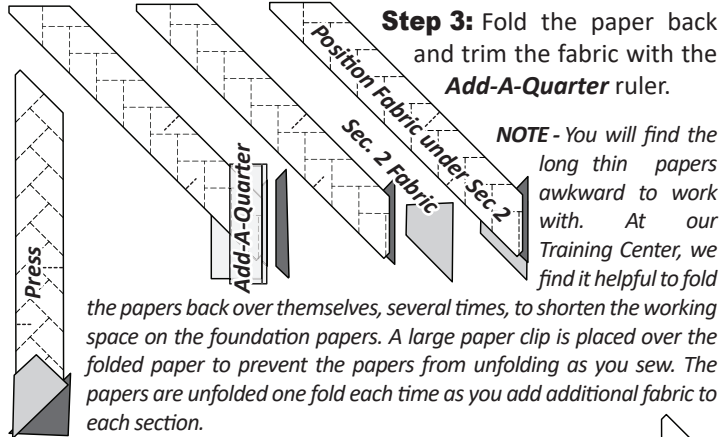 Step 3: Fold the paper back
and trim the fabric with the
Add-A-Quarter ruler.
Position Fabric under Sec. 2
Sec. 2 Fabric
Add-A-Quarter
Press
NOTE - You will find the
long thin papers
awkward to work
with. At our
Training Center, we
find it helpful to fold
the papers back over themselves, several times, to shorten the working
space on the foundation papers. A large paper clip is placed over the
folded paper to prevent the papers from unfolding as you sew. The
papers are unfolded one fold each time as you add additional fabric to
each section.